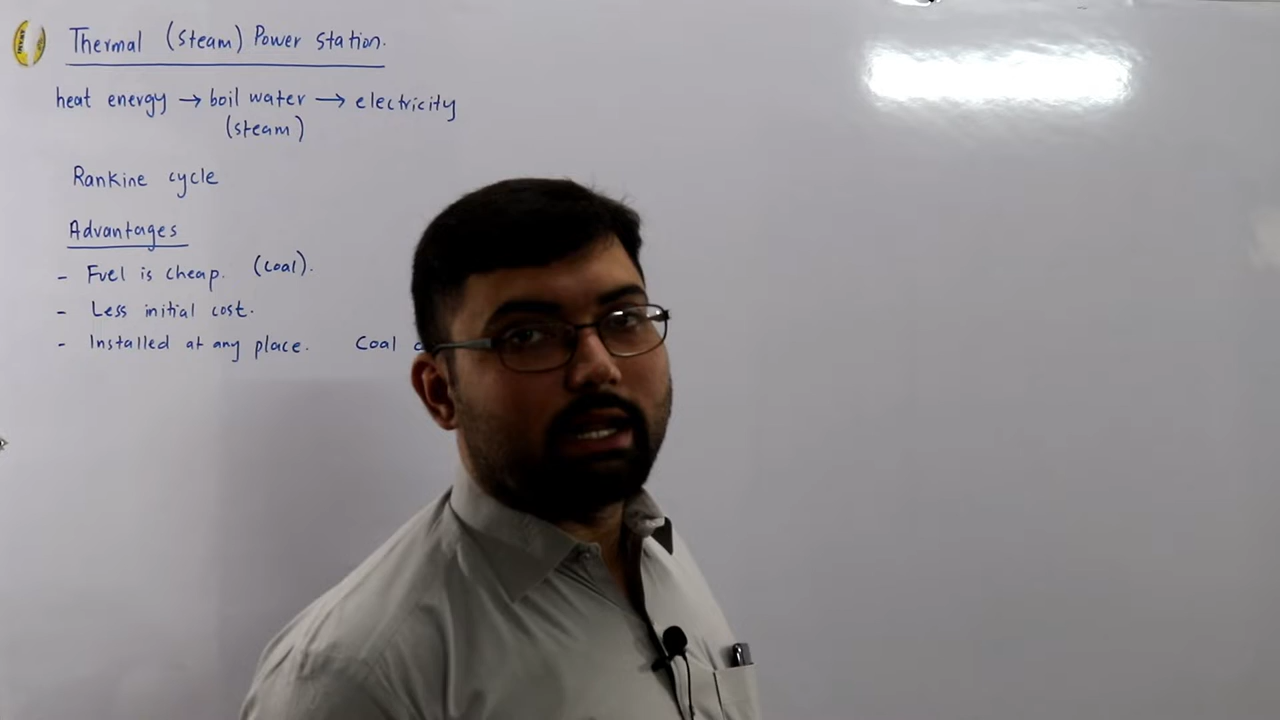 Thermal (Steam) Power Station.
heat energy → boil water → electricity
(steam)
Rankine cycle
Advantages
- Fuel is cheap. (coal).
- Less initial cost.
- Installed at any place. Coal